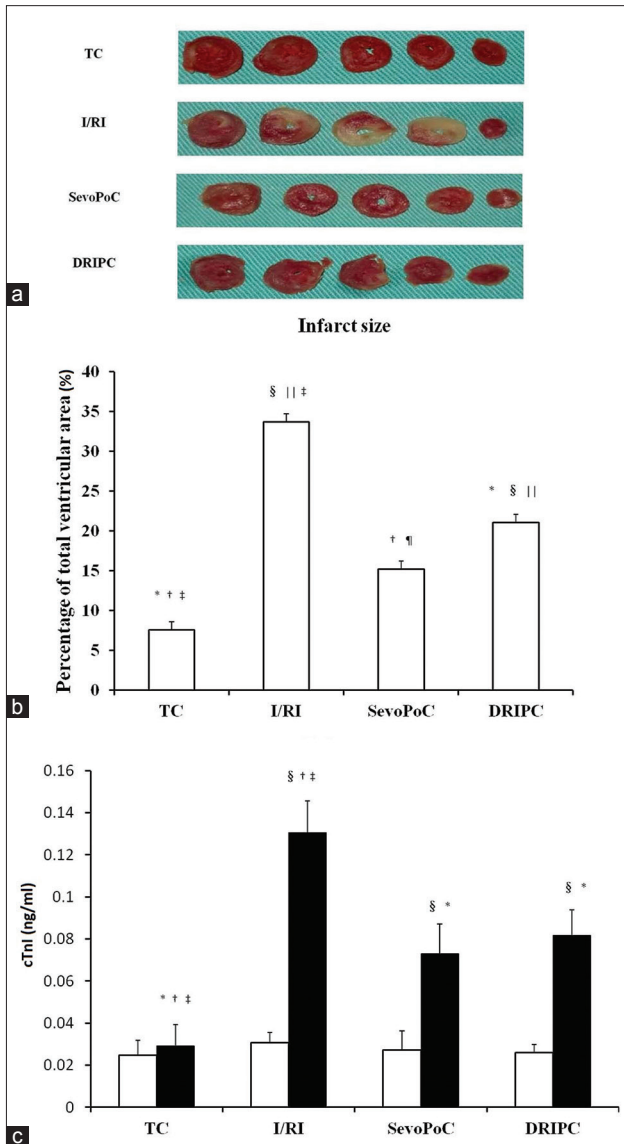 TC
I/RI
SevoPoC
DRIPC
a
Infarct size
Percentage of total ventricular area (%)
40
35
30
25
20
15
10
5
0
§ || ‡
* § ||
† ¶
* † ‡
TC I/RI SevoPoC DRIPC
b
cTnI (ng/ml)
0.16
0.14
0.12
0.1
0.08
0.06
0.04
0.02
0
§ † ‡
§ *
§ *
* † ‡
TC I/RI SevoPoC DRIPC
c